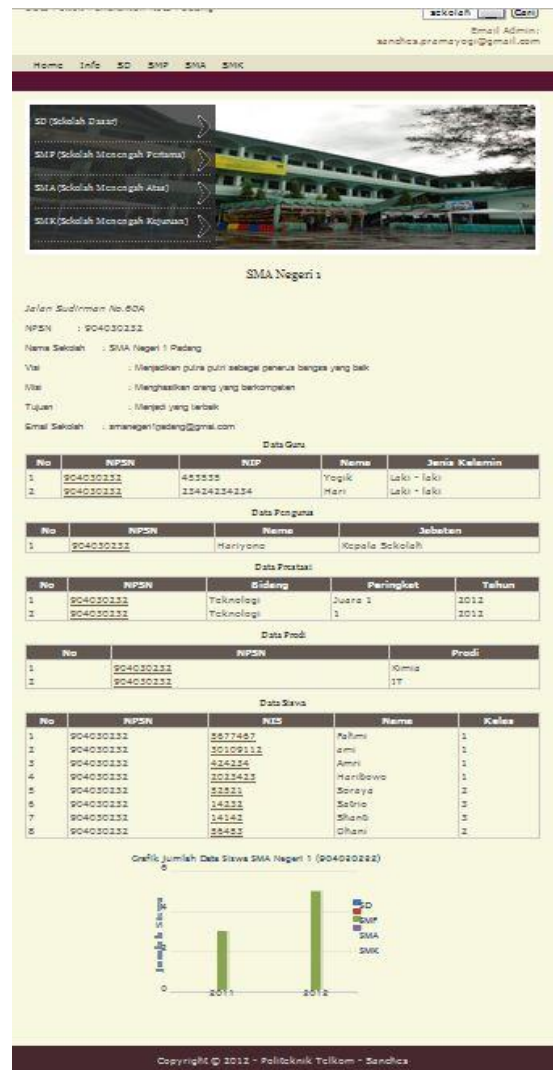 sekolah Cari
Email Admin:
sandhea.pramayogi@gmail.com
Home Info SD SMP SMA SMK
SD (Sekolah Dasar)
SMP (Sekolah Menengah Pertama)
SMA (Sekolah Menengah Atas)
SMK (Sekolah Menengah Kejuruan)
SMA Negeri 1
Jalan Sudirman No.60A
NPSN : 904030232
Nama Sekolah : SMA Negeri 1 Padang
Visi : Menjadikan putra putri sebagai penerus bangsa yang baik
Misi : Menghasilkan orang yang berkompeten
Tujuan : Menjadi yang terbaik
Email Sekolah : smanegeri1padang@gmai.com
Data Guru
No NPSN NIP Nama Jenis Kelamin
1 904030232 453535 Yogik Laki - laki
2 904030232 23424234234 Hari Laki - laki
Data Pengurus
No NPSN Nama Jabatan
1 904030232 Hariyono Kepala Sekolah
Data Prestasi
No NPSN Bidang Peringkat Tahun
1 904030232 Teknologi Juara 1 2012
2 904030232 Teknologi 1 2012
Data Prodi
No NPSN Prodi
1 904030232 Kimia
2 904030232 IT
Data Siswa
No NPSN NIS Nama Kelas
1 904030232 5677467 Fahmi 1
2 904030232 30109112 ami 1
3 904030232 424234 Amri 1
4 904030232 2023423 Haribowo 1
5 904030232 52521 Soraya 2
6 904030232 14232 Satrio 3
7 904030232 14142 Shanti 3
8 904030232 56453 Dhani 2
Grafik Jumlah Data Siswa SMA Negeri 1 (904030232)
Jumlah Siswa
6
4
2
0
2011 2012
SD
SMP
SMA
SMK
Copyright © 2012 - Politeknik Telkom - Sandhea